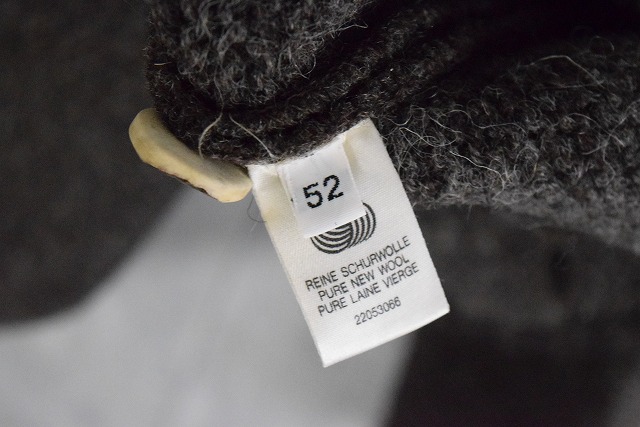 52
REINE SCHURWOLLE
PURE NEW WOOL
PURE LAINE VIERGE
22053066